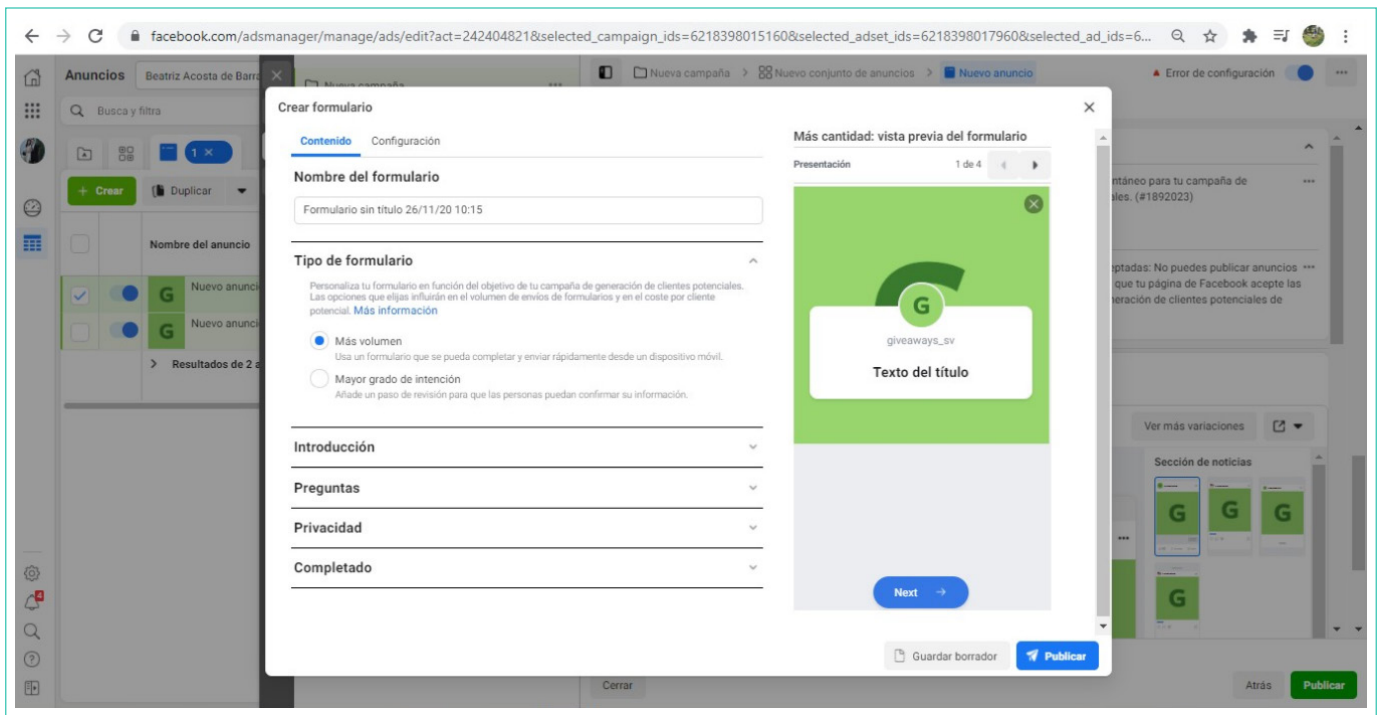 facebook.com/adsmanager/manage/ads/edit?act=242404821&selected_campaign_ids=6218398015160&selected_adset_ids=6218398017960&selected_ad_ids=6...
Anuncios
Beatriz Acosta de Barra
Nueva campaña
Nueva campaña > Nuevo conjunto de anuncios > Nuevo anuncio
Error de configuración
Busca y filtra
1 ×
+ Crear
Duplicar
Nombre del anuncio
G
Nuevo anunci
G
Nuevo anunci
Resultados de 2 a
4
Crear formulario
Contenido
Configuración
Nombre del formulario
Formulario sin título 26/11/20 10:15
Tipo de formulario
Personaliza tu formulario en función del objetivo de tu campaña de generación de clientes potenciales.
Las opciones que elijas influirán en el volumen de envíos de formularios y en el coste por cliente
potencial. Más información
Más volumen
Usa un formulario que se pueda completar y enviar rápidamente desde un dispositivo móvil.
Mayor grado de intención
Añade un paso de revisión para que las personas puedan confirmar su información.
Introducción
Preguntas
Privacidad
Completado
Más cantidad: vista previa del formulario
Presentación
1 de 4
G
giveaways_sv
Texto del título
Next
Guardar borrador
Publicar
ntáneo para tu campaña de
ales. (#1892023)
eptadas: No puedes publicar anuncios
que tu página de Facebook acepte las
neración de clientes potenciales de
Ver más variaciones
Sección de noticias
G
G
G
G
Cerrar
Atrás
Publicar